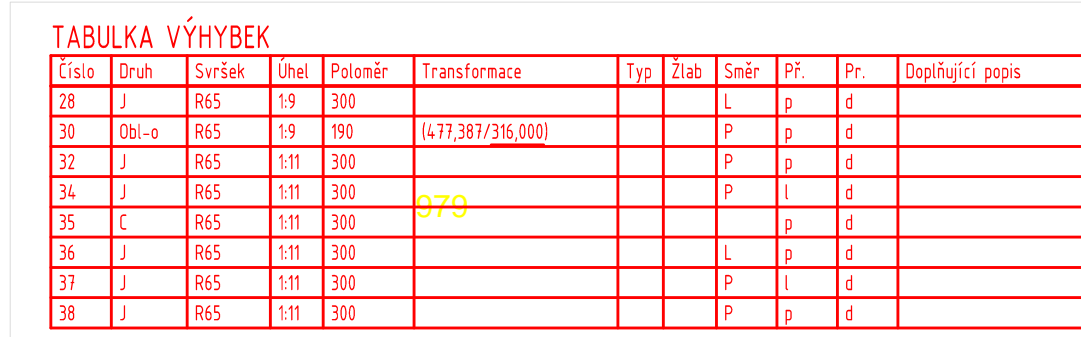 TABULKA VÝHYBEK
Číslo Druh Svršek Úhel Poloměr Transformace Typ Žlab Směr Př. Pr. Doplňující popis
28 J R65 1:9 300 L p d
30 Obl-o R65 1:9 190 (477,387/316,000) P p d
32 J R65 1:11 300 P p d
34 J R65 1:11 300 P l d
979
35 C R65 1:11 300 p d
36 J R65 1:11 300 L p d
37 J R65 1:11 300 P l d
38 J R65 1:11 300 P p d